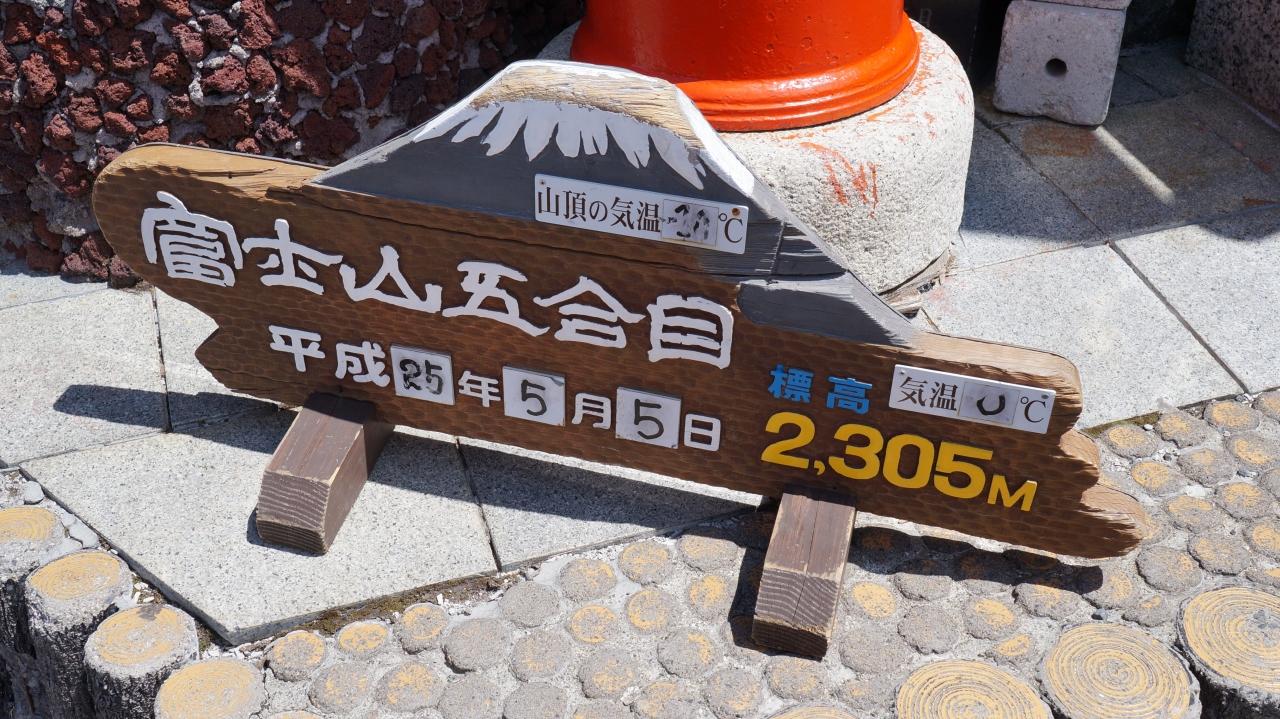 山頂の気温 ℃
富士山五合目
平成25年5月5日
標高
2,305M
気温 0℃